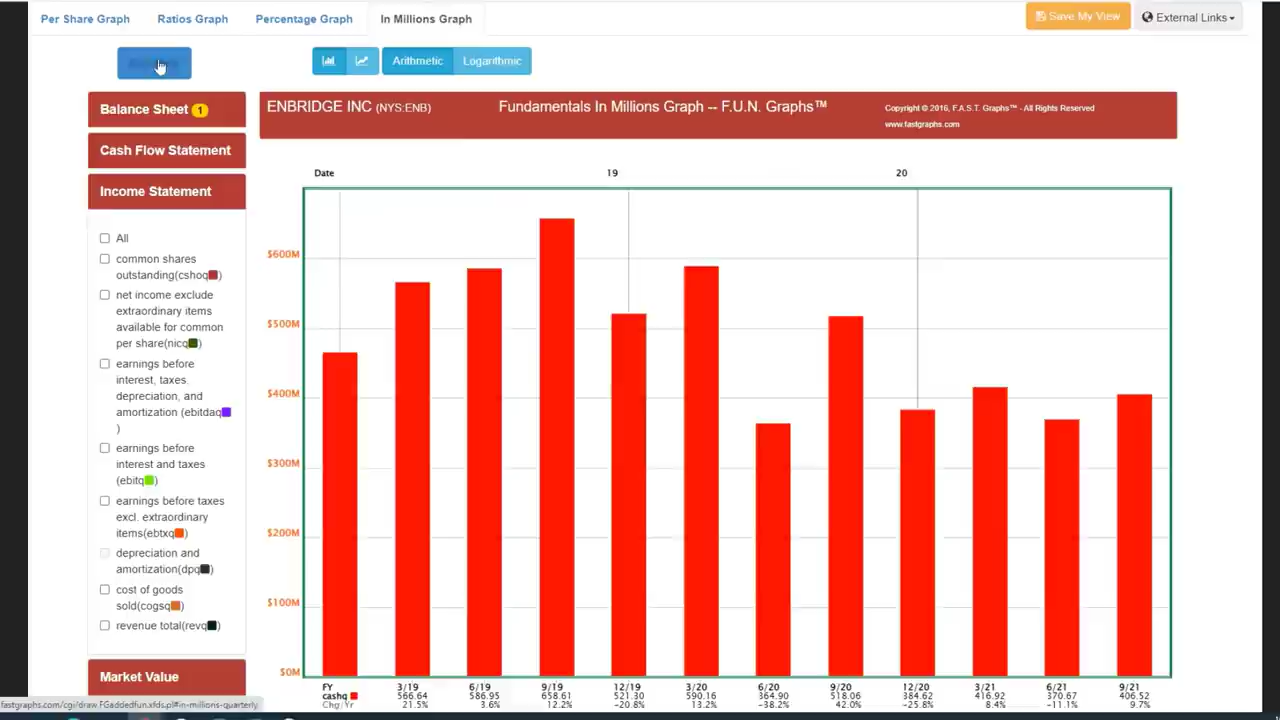 Per Share Graph Ratios Graph Percentage Graph In Millions Graph Save My View External Links
Arithmetic Logarithmic
Balance Sheet 1
Cash Flow Statement
Income Statement
All
common shares
outstanding(cshoq )
net income exclude
extraordinary items
available for common
per share(nicq )
earnings before
interest, taxes.
depreciation, and
amortization (ebitdaq
)
earnings before
interest and taxes
(ebitq )
earnings before taxes
excl. extraordinary
items(ebtxq )
depreciation and
amortization(dpq )
cost of goods
sold(cogsq )
revenue total(revq )
Market Value
ENBRIDGE INC (NYS:ENB) Fundamentals In Millions Graph -- F.U.N. Graphs™ Copyright © 2016, F.A.S.T. Graphs™ - All Rights Reserved
www.fastgraphs.com
Date 19 20
$600M
$500M
$400M
$300M
$200M
$100M
$0M
FY 3/19 6/19 9/19 12/19 3/20 6/20 9/20 12/20 3/21 6/21 9/21
cashq 566.64 586.95 658.61 521.30 590.16 364.90 518.06 384.62 416.92 370.67 406.52
Chg/Yr 21.5% 3.6% 12.2% -20.8% 13.2% -38.2% 42.0% -25.8% 8.4% -11.1% 9.7%
fastgraphs.com/cgi/draw.FGaddedfun.xfds.pl#in-millions-quarterly